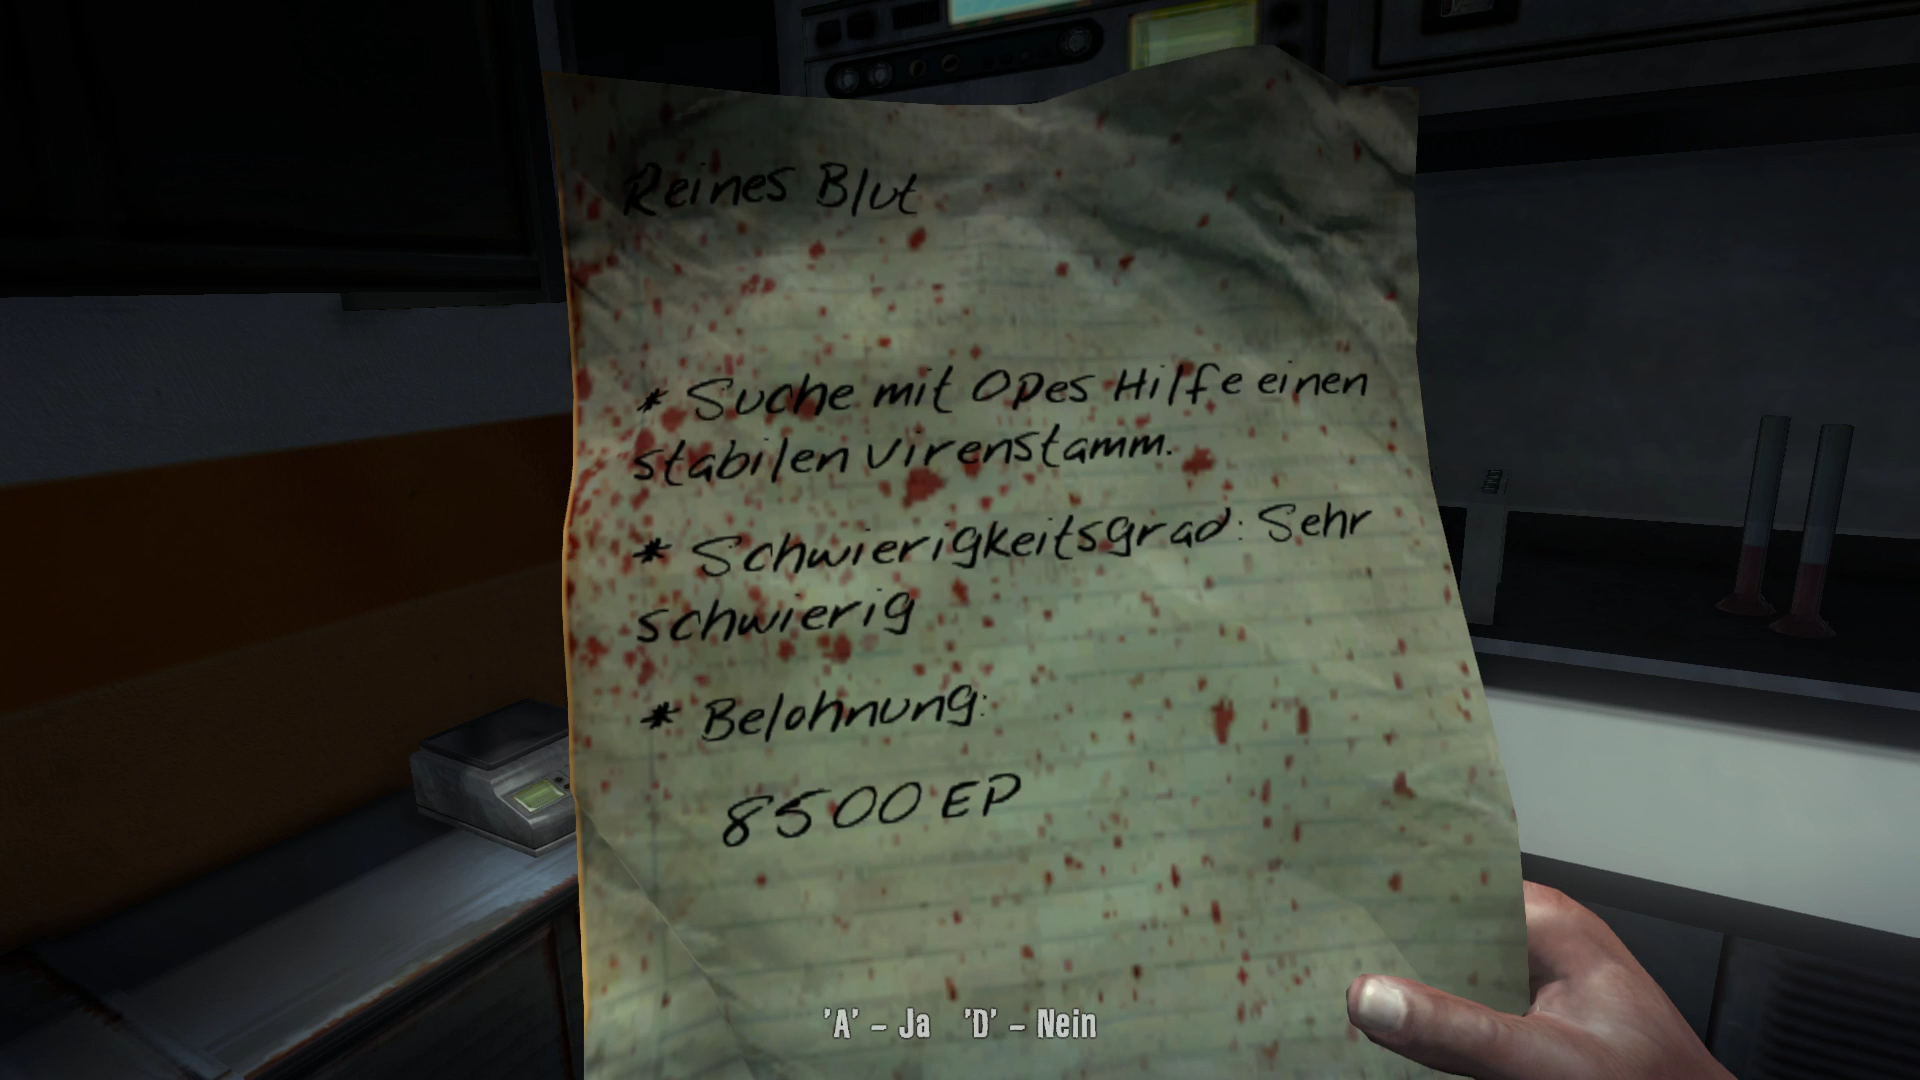 Reines Blut
* Suche mit Opes Hilfe einen
stabilen Virenstamm.
* Schwierigkeitsgrad: Sehr
schwierig
* Belohnung:
8500 EP
'A' – Ja 'D' – Nein